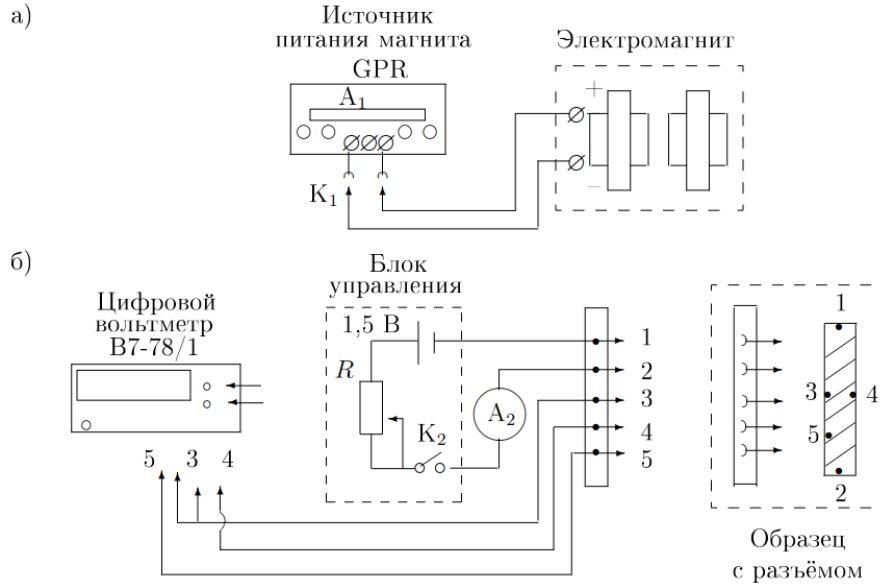 а)
Источник
питания магнита
GPR
A₁
K₁
Электромагнит
+
−
б)
Цифровой
вольтметр
В7-78/1
5 3 4
Блок
управления
1,5 В
R
K₂
A₂
1
2
3
4
5
1
3
4
5
2
Образец
с разъёмом